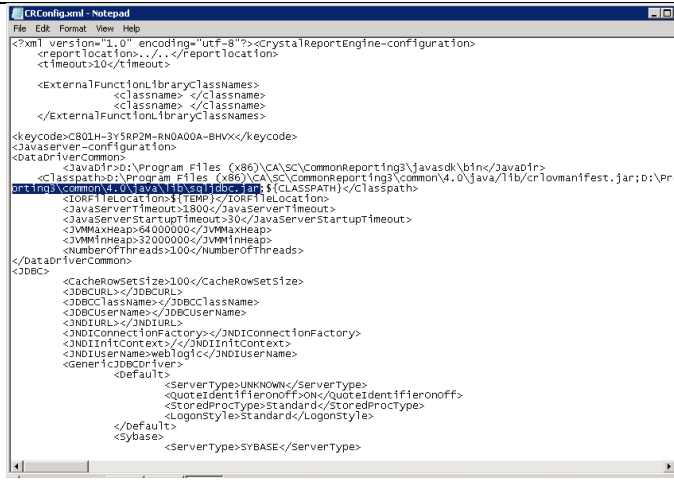 CRConfig.xml - Notepad
File Edit Format View Help
<?xml version="1.0" encoding="utf-8"?><CrystalReportEngine-configuration>
<reportlocation>../..</reportlocation>
<timeout>10</timeout>
<ExternalFunctionLibraryClassNames>
<classname> </classname>
<classname> </classname>
</ExternalFunctionLibraryClassNames>
<keycode>C801H-3Y5RP2M-RN0A00A-BHVX</keycode>
<Javaserver-configuration>
<DataDriverCommon>
<JavaDir>D:\Program Files (x86)\CA\SC\CommonReporting3\javasdk\bin</JavaDir>
<Classpath>D:\Program Files (x86)\CA\SC\CommonReporting3\common\4.0\java/lib/crlovmanifest.jar;D:\Pr
orting3\common\4.0\java\lib\sqljdbc.jar;${CLASSPATH}</Classpath>
<IORFileLocation>${TEMP}</IORFileLocation>
<JavaServerTimeout>1800</JavaServerTimeout>
<JavaServerStartupTimeout>30</JavaServerStartupTimeout>
<JVMMaxHeap>64000000</JVMMaxHeap>
<JVMMinHeap>32000000</JVMMinHeap>
<NumberOfThreads>100</NumberOfThreads>
</DataDriverCommon>
<JDBC>
<CacheRowSetSize>100</CacheRowSetSize>
<JDBCURL></JDBCURL>
<JDBCClassName></JDBCClassName>
<JDBCUserName></JDBCUserName>
<JNDIURL></JNDIURL>
<JNDIConnectionFactory></JNDIConnectionFactory>
<JNDIInitContext>/</JNDIInitContext>
<JNDIUserName>weblogic</JNDIUserName>
<GenericJDBCDriver>
<Default>
<ServerType>UNKNOWN</ServerType>
<QuoteIdentifierOnOff>ON</QuoteIdentifierOnOff>
<StoredProcType>Standard</StoredProcType>
<LogonStyle>Standard</LogonStyle>
</Default>
<Sybase>
<ServerType>SYBASE</ServerType>